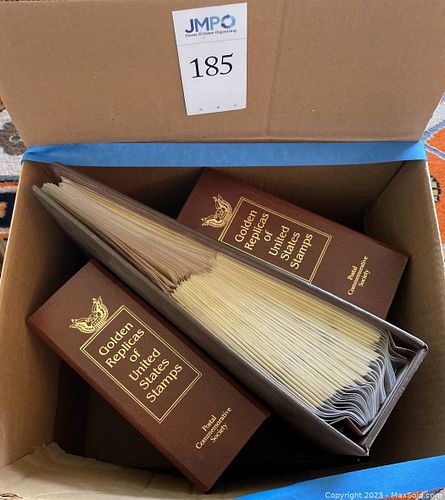 JMPO
Estate & Home Organizing
185
A B C
Golden
Replicas
of
United
States
Stamps
Postal
Commemorative
Society
Golden
Replicas
of
United
States
Stamps
Postal
Commemorative
Society
© Copyright 2023 - MaxSold.com